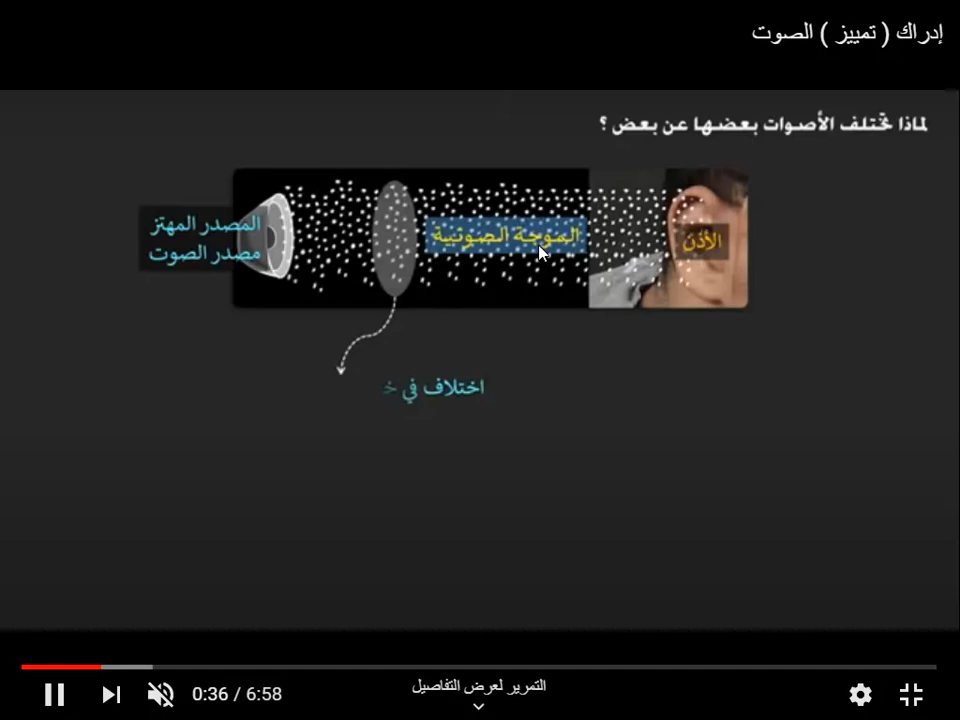 إدراك ( تمييز ) الصوت
لماذا تختلف الأصوات بعضها عن بعض ؟
المصدر المهتز
مصدر الصوت
الموجة الصوتية
الأذن
اختلاف في خ
0:36 / 6:58
التمرير لعرض التفاصيل